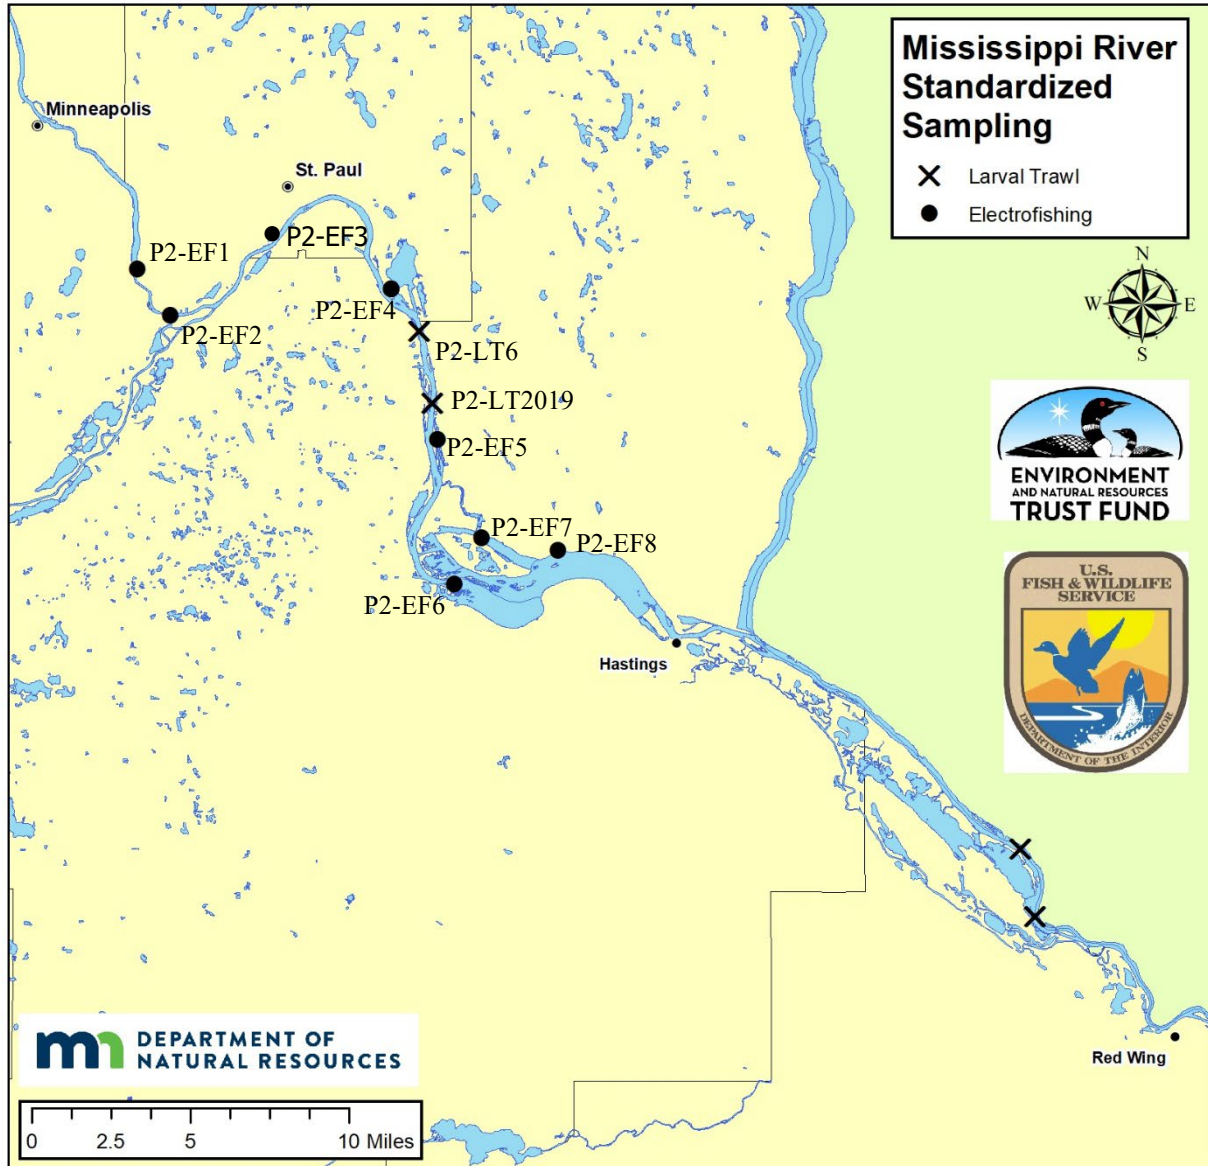 Mississippi River
Standardized
Sampling
Larval Trawl
Electrofishing
Minneapolis
St. Paul
P2-EF1
P2-EF3
P2-EF2
P2-EF4
P2-LT6
P2-LT2019
P2-EF5
P2-EF7
P2-EF8
P2-EF6
Hastings
Red Wing
N
W
E
S
ENVIRONMENT
AND NATURAL RESOURCES
TRUST FUND
U.S.
FISH & WILDLIFE
SERVICE
DEPARTMENT OF THE INTERIOR
mn DEPARTMENT OF
NATURAL RESOURCES
0 2.5 5 10 Miles